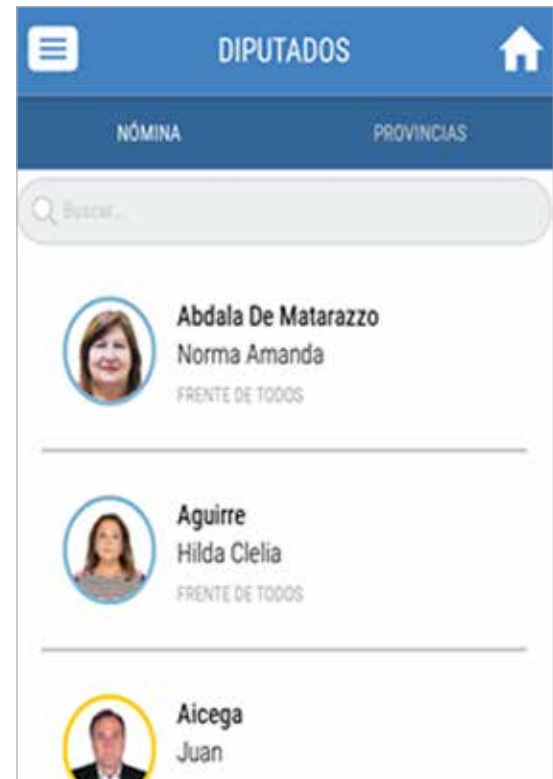 DIPUTADOS
NÓMINA PROVINCIAS
Buscar...
Abdala De Matarazzo
Norma Amanda
FRENTE DE TODOS
Aguirre
Hilda Clelia
FRENTE DE TODOS
Aicega
Juan